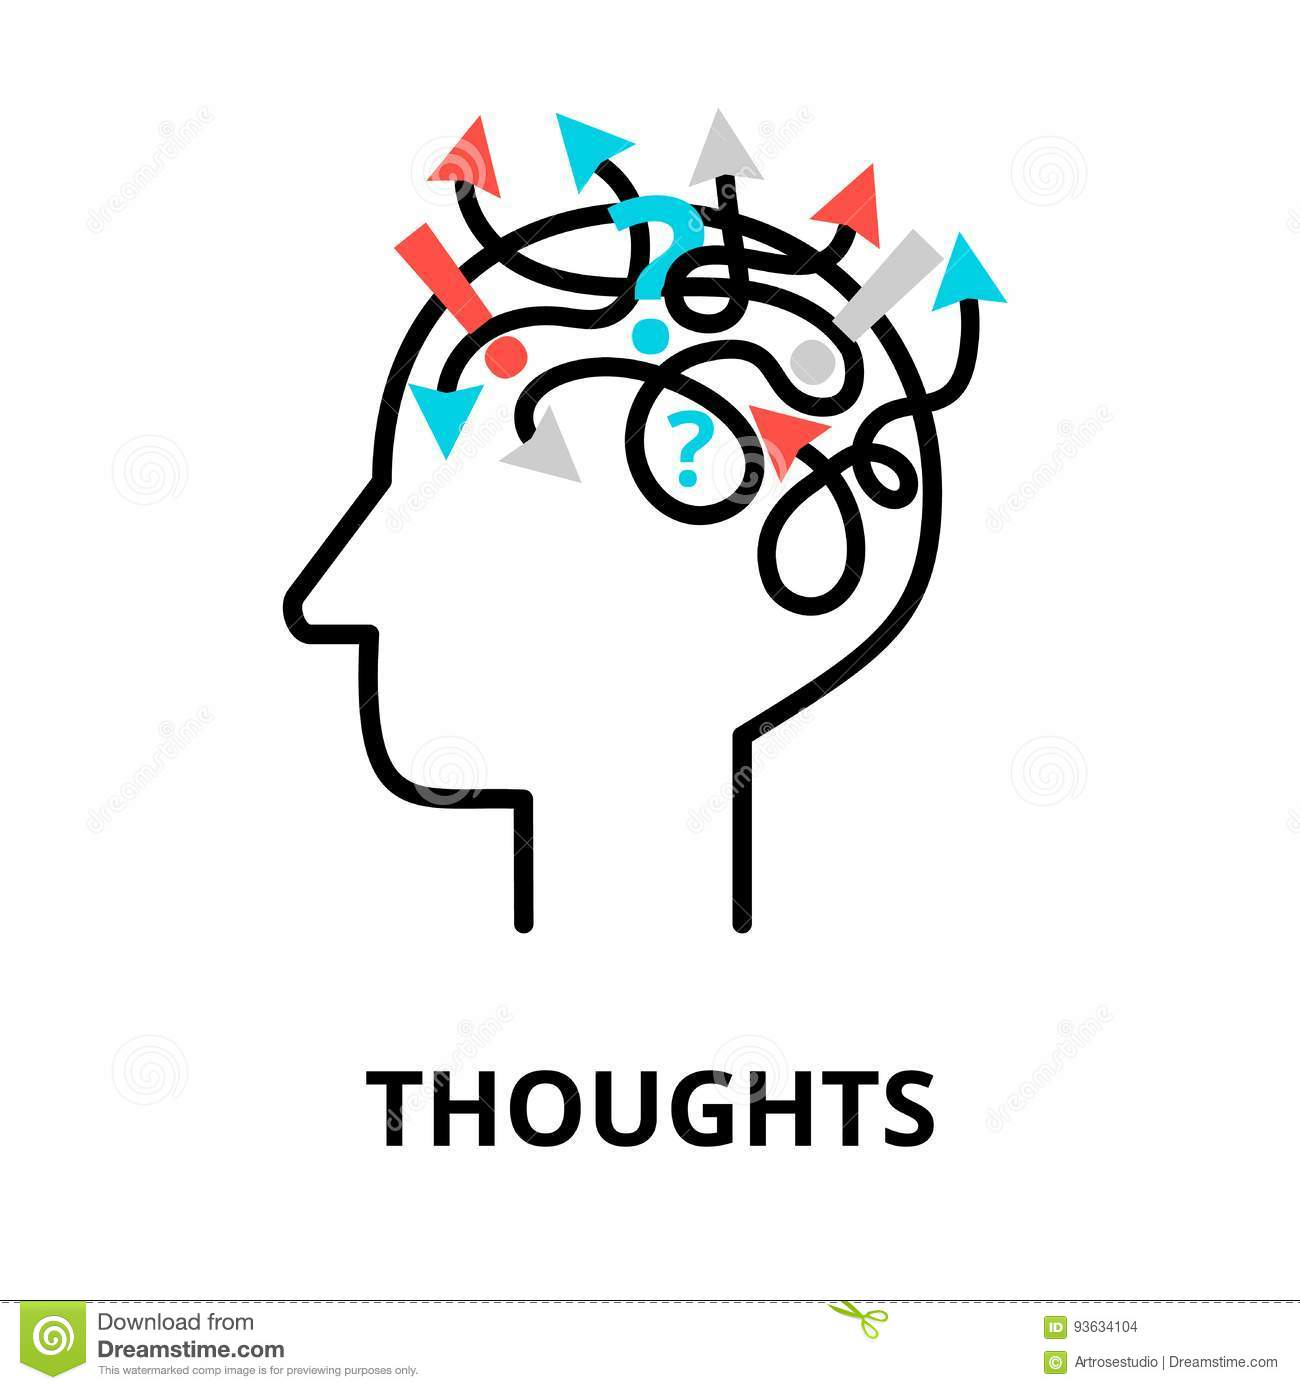 ?
?
THOUGHTS
Download from
Dreamstime.com
This watermarked comp image is for previewing purposes only.
ID 93634104
© Artrosestudio | Dreamstime.com
dreamstime